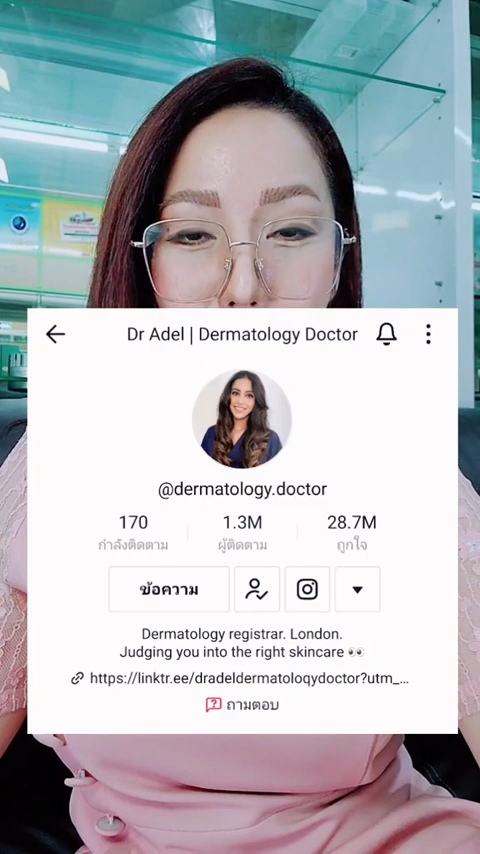 Dr Adel | Dermatology Doctor
@dermatology.doctor
170 1.3M 28.7M
กำลังติดตาม ผู้ติดตาม ถูกใจ
ข้อความ
Dermatology registrar. London.
Judging you into the right skincare 👀
https://linktr.ee/dradeldermatologydoctor?utm_...
ถามตอบ